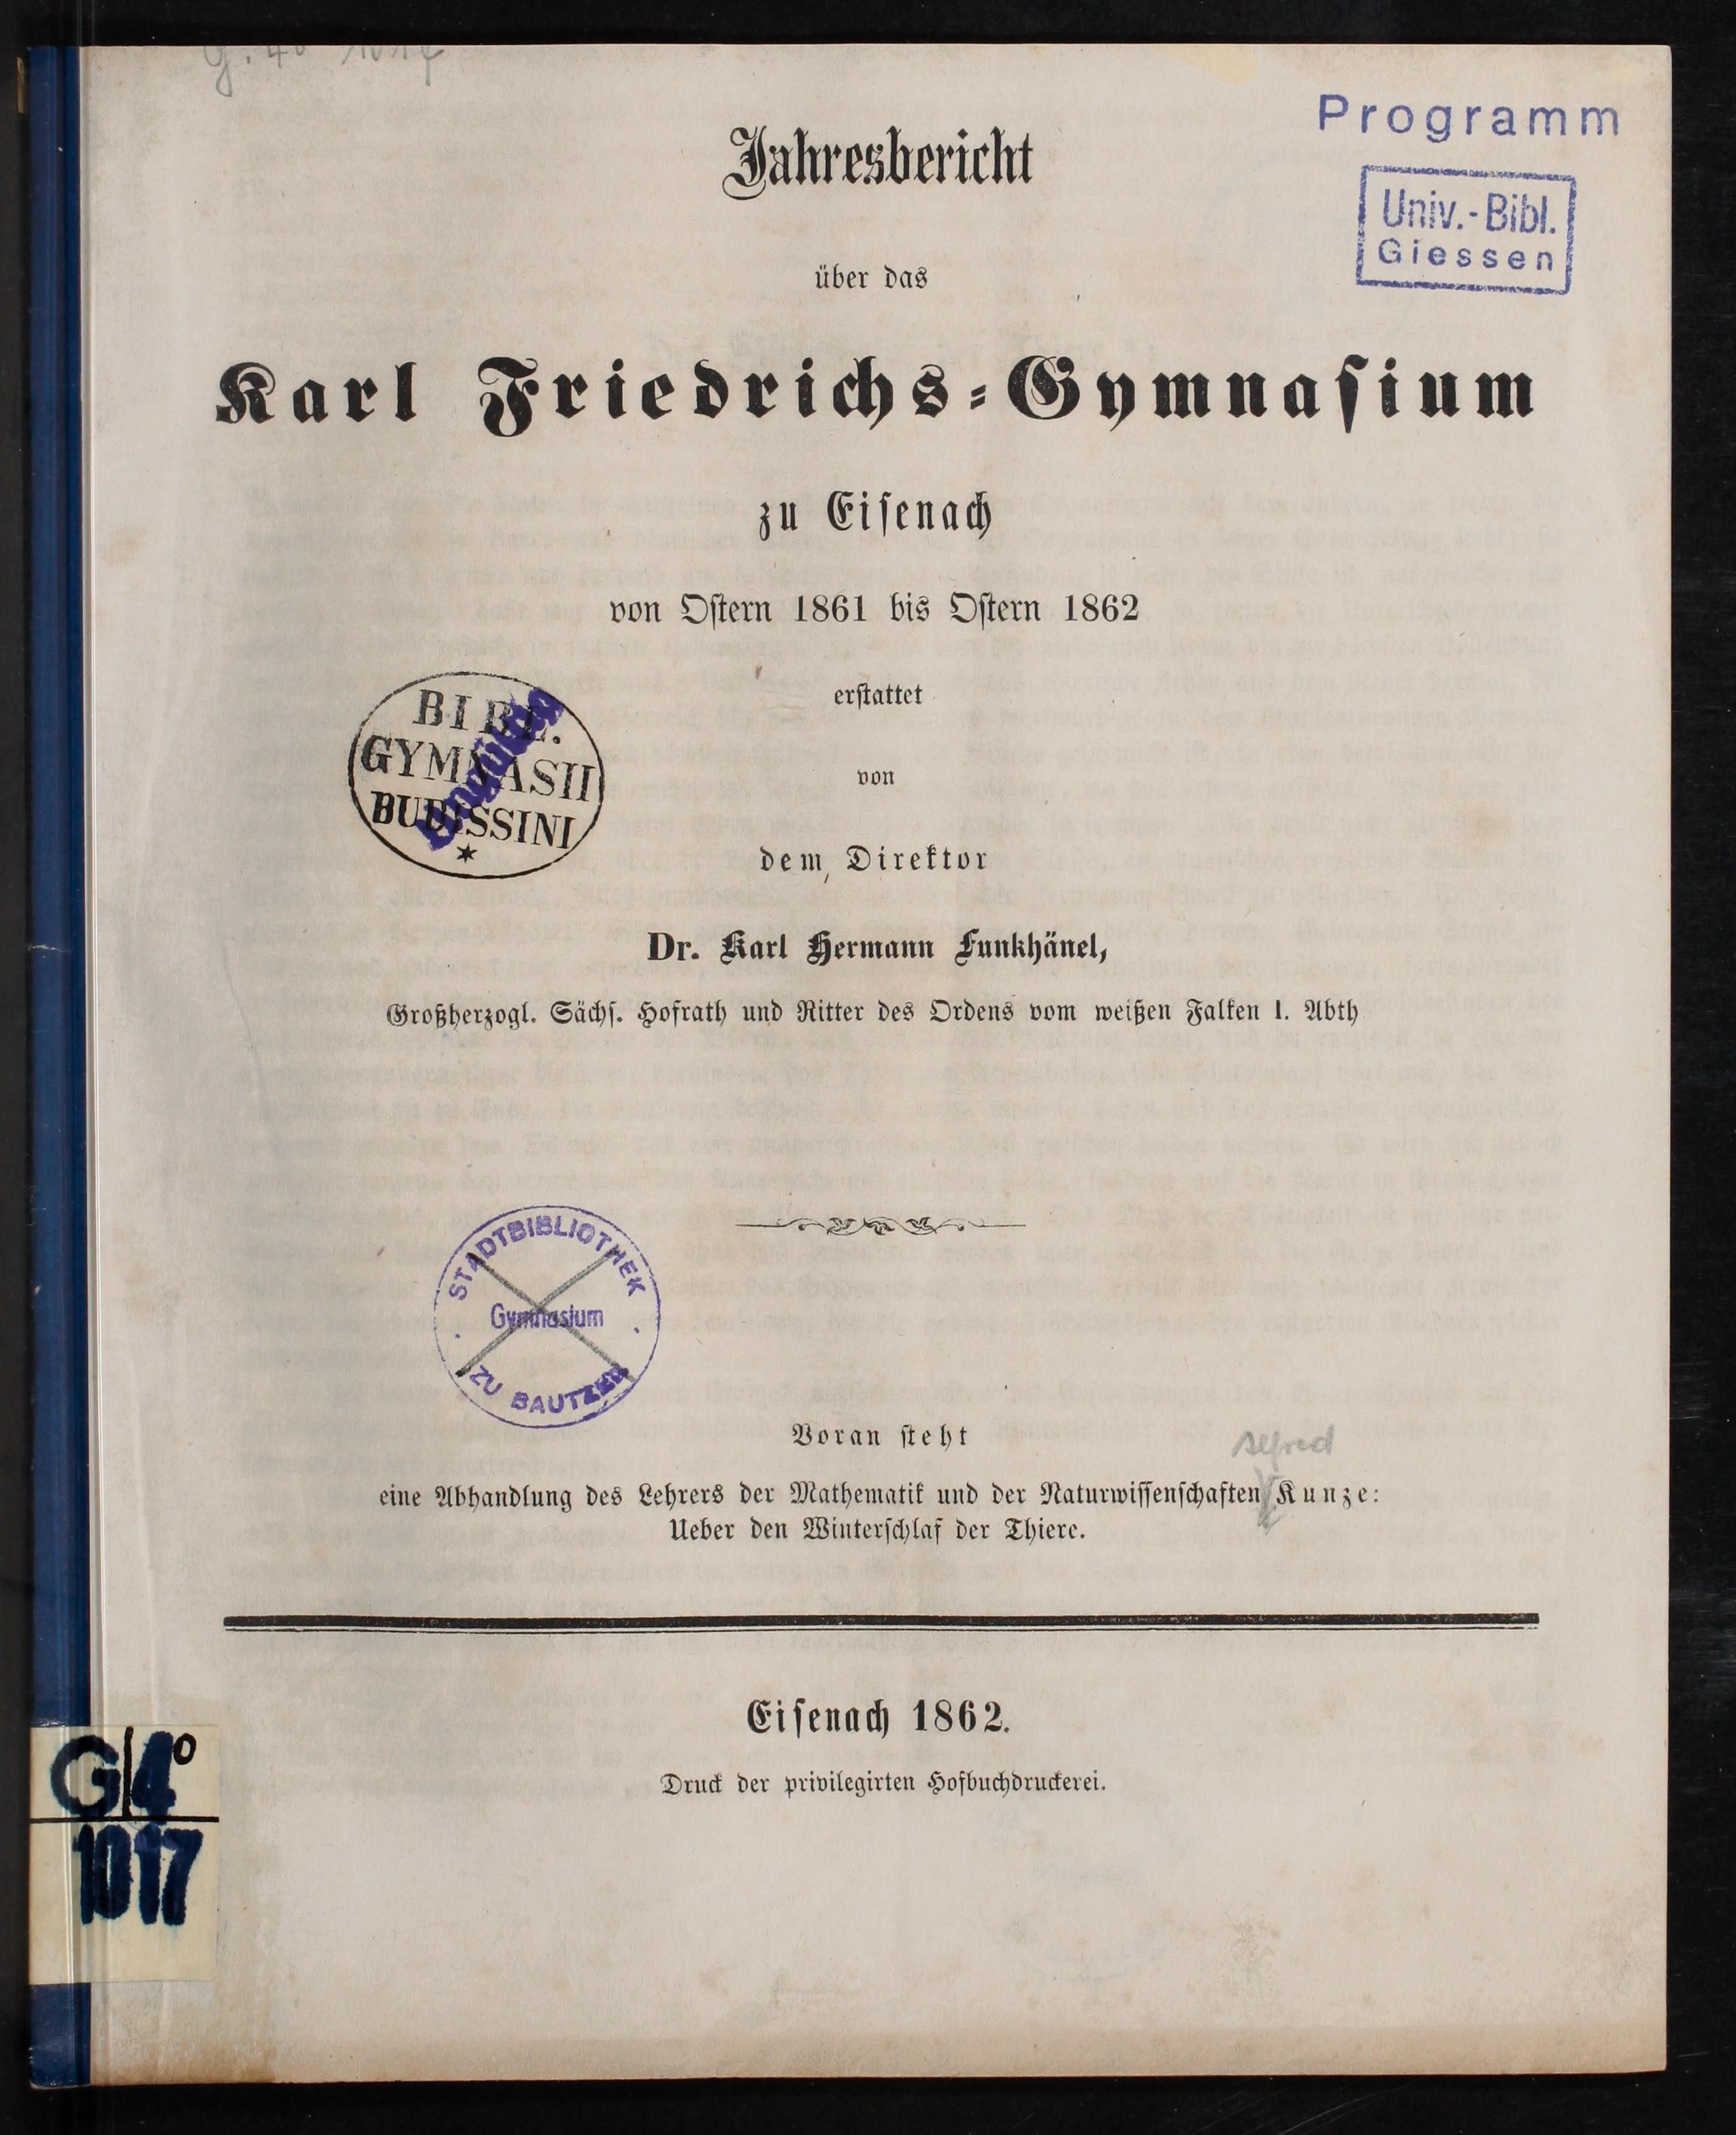 Programm
Univ.-Bibl.
Giessen
Jahresbericht
über das
Karl Friedrichs-Gymnasium
zu Eisenach
von Ostern 1861 bis Ostern 1862
erstattet
von
dem Direktor
Dr. Karl Hermann Funkhänel,
Großherzogl. Sächs. Hofrath und Ritter des Ordens vom weißen Falken I. Abth
BIBL.
GYMNASII
BUDISSINI
Ungültig
STADTBIBLIOTHEK
Gymnasium
ZU BAUTZEN
Voran steht
Alfred
eine Abhandlung des Lehrers der Mathematik und der Naturwissenschaften Kunze:
Ueber den Winterschlaf der Thiere.
Eisenach 1862.
Druck der privilegirten Hofbuchdruckerei.
G 4°
1017